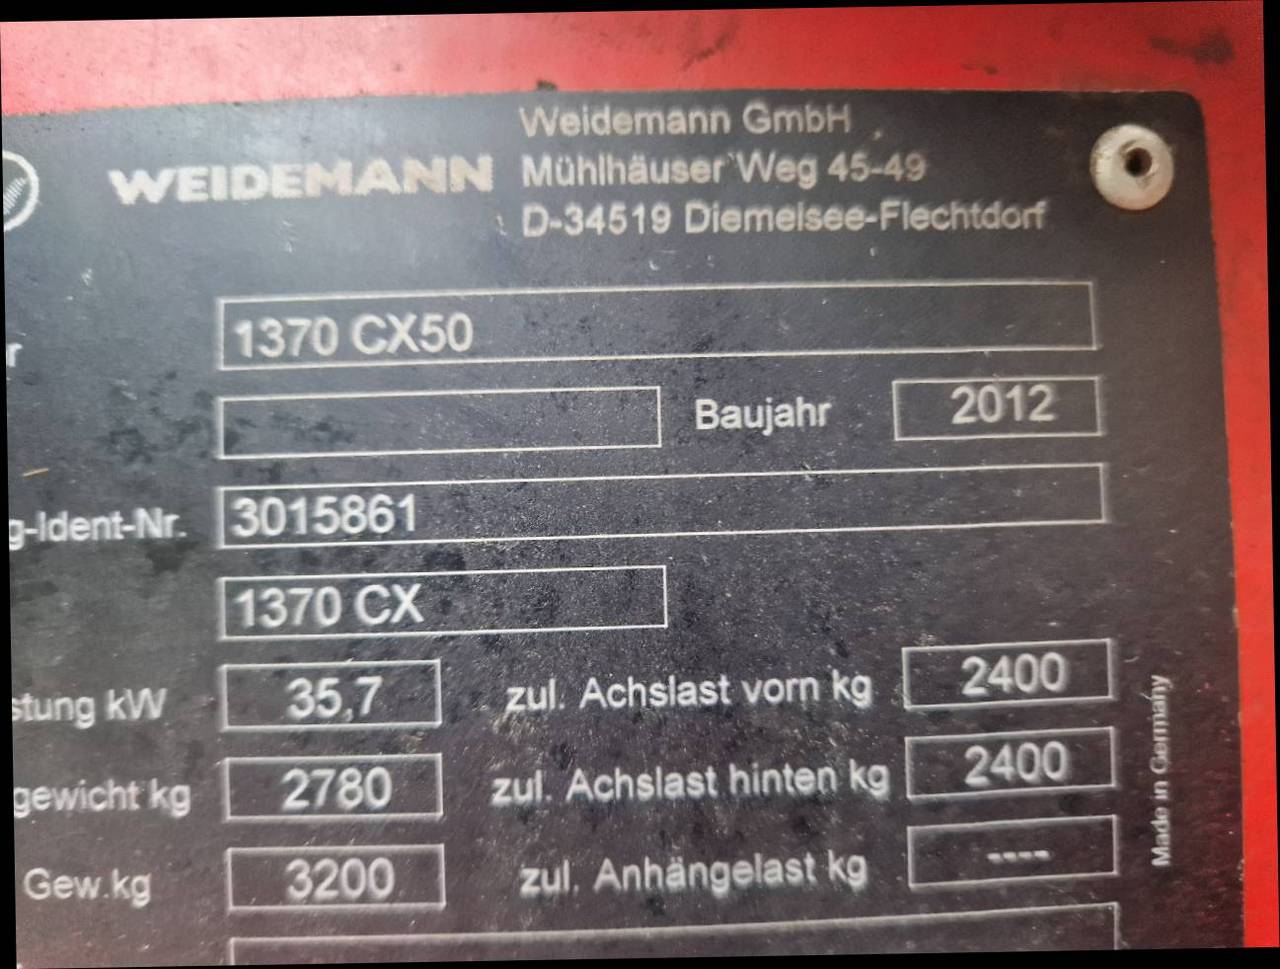 WEIDEMANN
Weidemann GmbH
Mühlhäuser Weg 45-49
D-34519 Diemelsee-Flechtdorf
r 1370 CX50
Baujahr 2012
g-Ident-Nr. 3015861
1370 CX
stung kW 35,7 zul. Achslast vorn kg 2400
gewicht kg 2780 zul. Achslast hinten kg 2400
Gew.kg 3200 zul. Anhängelast kg ----
Made in Germany